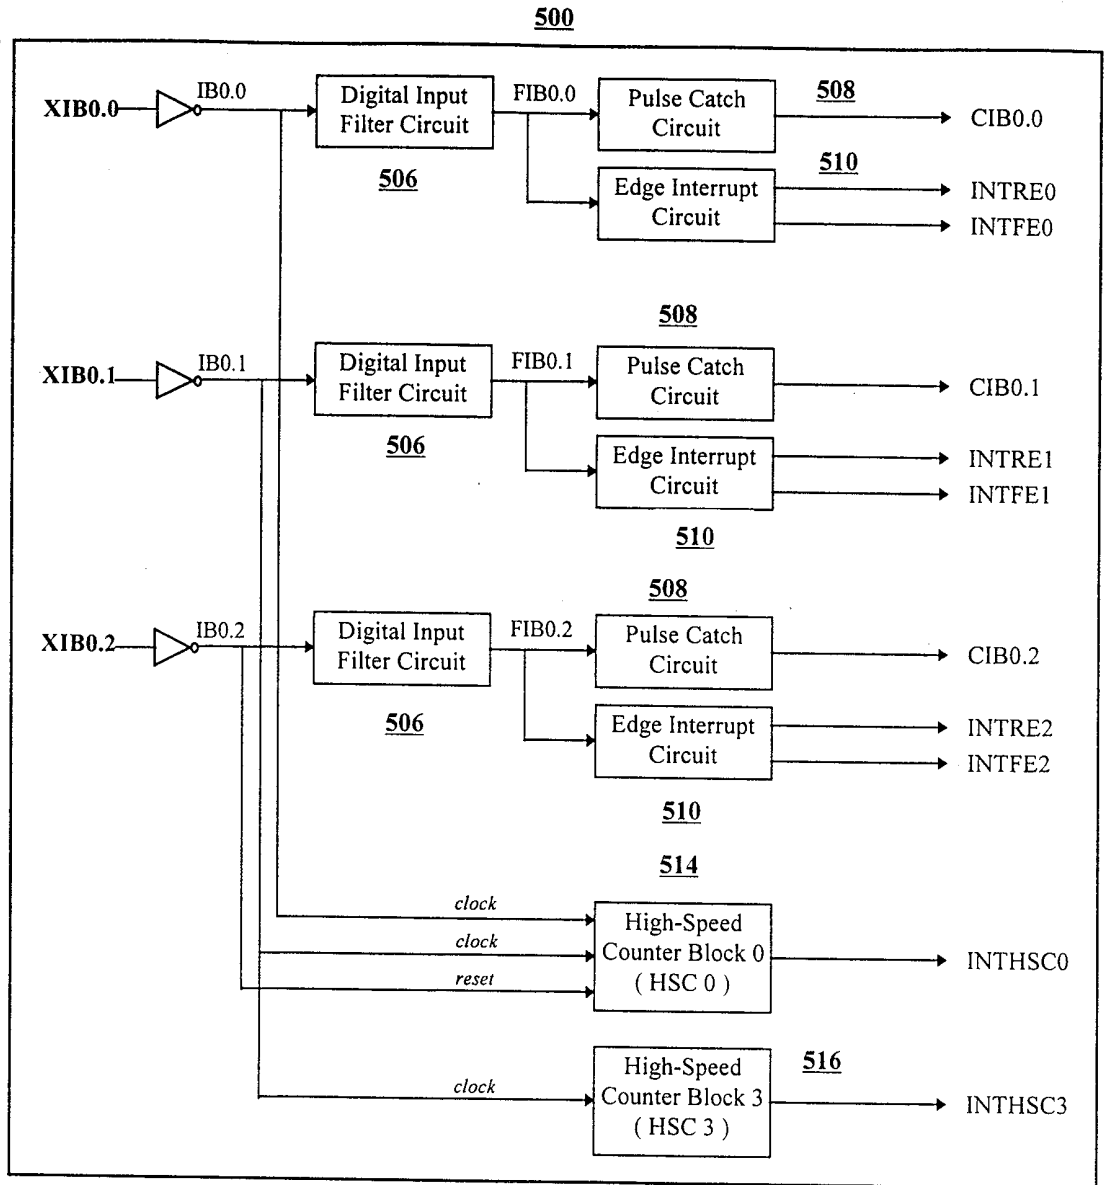 500
XIB0.0
IB0.0
Digital Input
Filter Circuit
506
FIB0.0
Pulse Catch
Circuit
508
CIB0.0
Edge Interrupt
Circuit
510
INTRE0
INTFE0
XIB0.1
IB0.1
Digital Input
Filter Circuit
506
FIB0.1
508
Pulse Catch
Circuit
CIB0.1
Edge Interrupt
Circuit
510
INTRE1
INTFE1
XIB0.2
IB0.2
Digital Input
Filter Circuit
506
FIB0.2
508
Pulse Catch
Circuit
CIB0.2
Edge Interrupt
Circuit
510
INTRE2
INTFE2
514
clock
clock
reset
High-Speed
Counter Block 0
( HSC 0 )
INTHSC0
clock
High-Speed
Counter Block 3
( HSC 3 )
516
INTHSC3